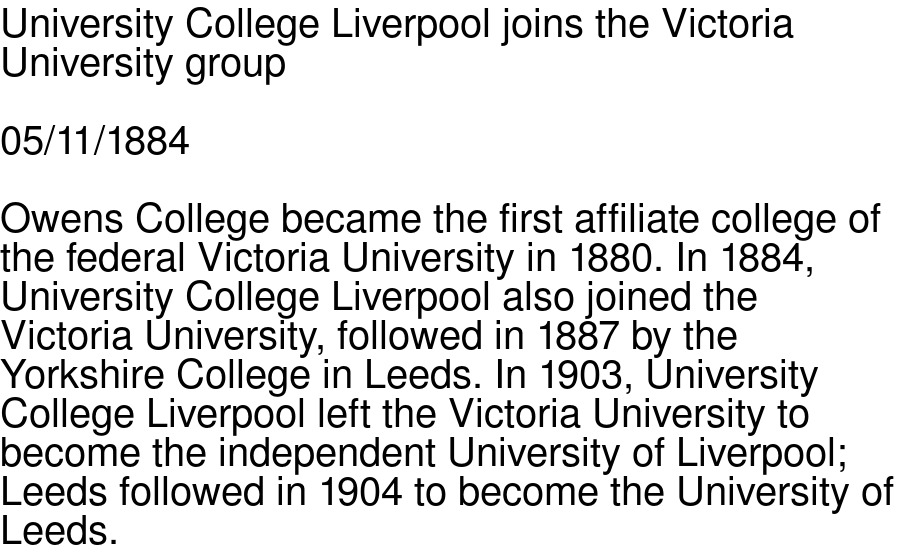 University College Liverpool joins the Victoria
University group
05/11/1884
Owens College became the first affiliate college of
the federal Victoria University in 1880. In 1884,
University College Liverpool also joined the
Victoria University, followed in 1887 by the
Yorkshire College in Leeds. In 1903, University
College Liverpool left the Victoria University to
become the independent University of Liverpool;
Leeds followed in 1904 to become the University of
Leeds.